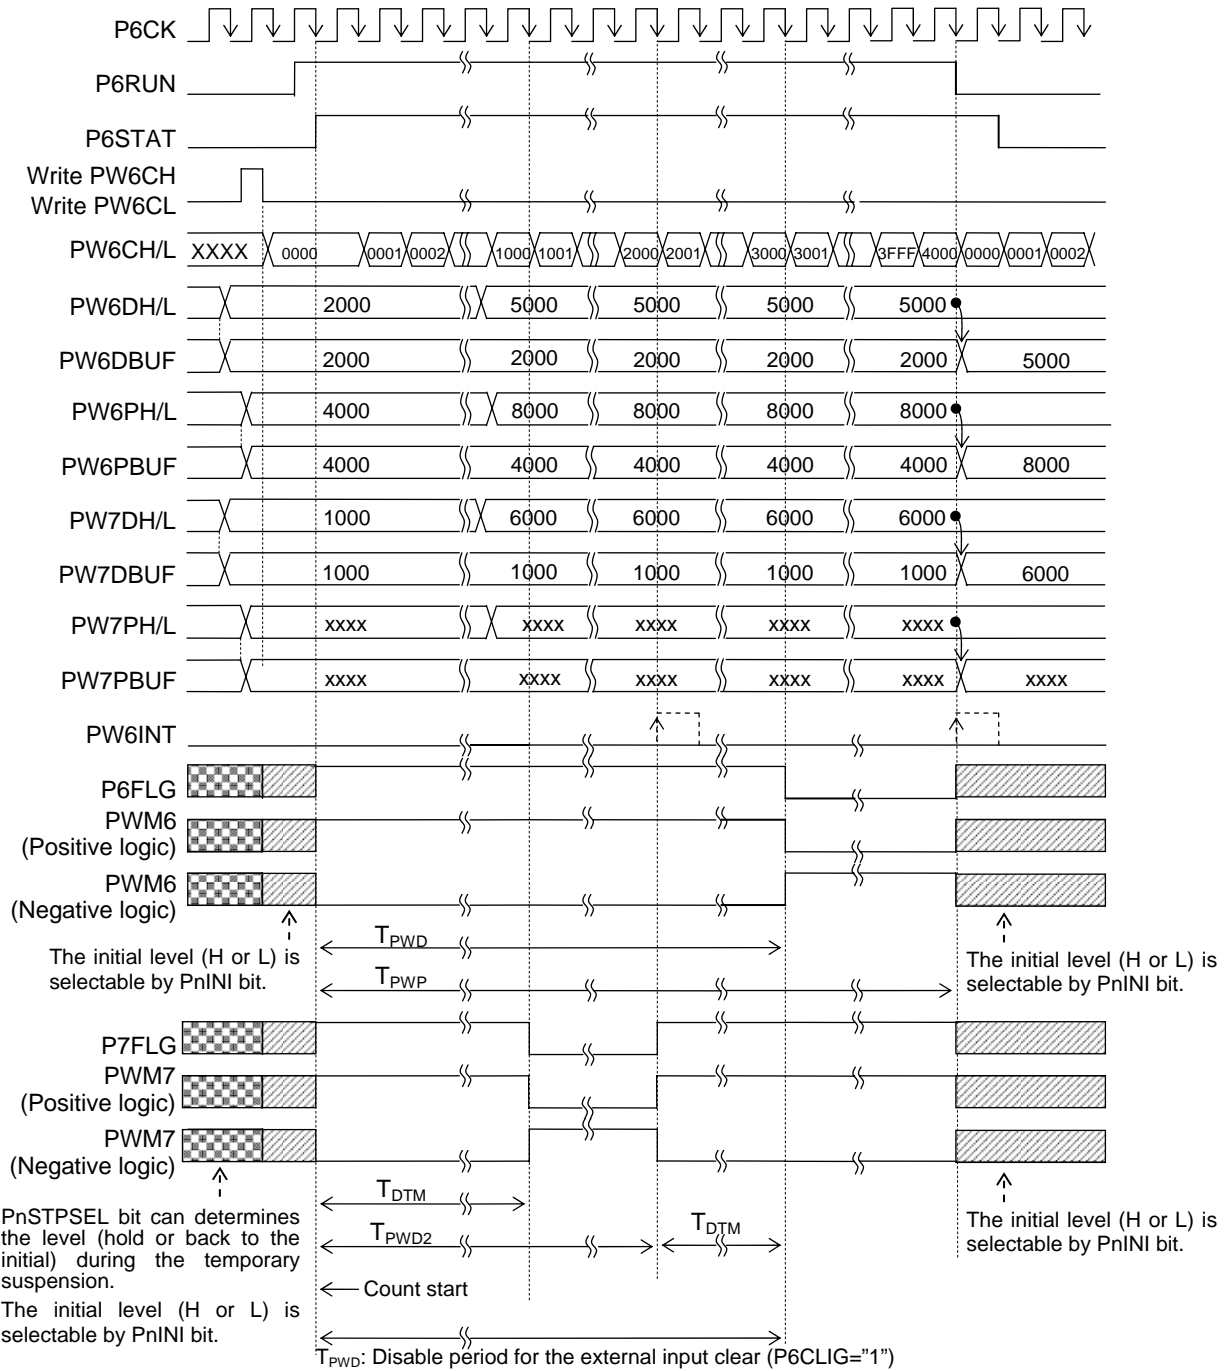 P6CK
P6RUN
P6STAT
Write PW6CH
Write PW6CL
PW6CH/L XXXX 0000 0001 0002 1000 1001 2000 2001 3000 3001 3FFF 4000 0000 0001 0002
PW6DH/L 2000 5000 5000 5000 5000
PW6DBUF 2000 2000 2000 2000 2000 5000
PW6PH/L 4000 8000 8000 8000 8000
PW6PBUF 4000 4000 4000 4000 4000 8000
PW7DH/L 1000 6000 6000 6000 6000
PW7DBUF 1000 1000 1000 1000 1000 6000
PW7PH/L xxxx xxxx xxxx xxxx xxxx
PW7PBUF xxxx xxxx xxxx xxxx xxxx xxxx
PW6INT
P6FLG
PWM6
(Positive logic)
PWM6
(Negative logic)
The initial level (H or L) is
selectable by PnINI bit.
TPWD
TPWP
The initial level (H or L) is
selectable by PnINI bit.
P7FLG
PWM7
(Positive logic)
PWM7
(Negative logic)
PnSTPSEL bit can determines
the level (hold or back to the
initial) during the temporary
suspension.
The initial level (H or L) is
selectable by PnINI bit.
TDTM
TPWD2
TDTM
The initial level (H or L) is
selectable by PnINI bit.
Count start
TPWD: Disable period for the external input clear (P6CLIG="1")